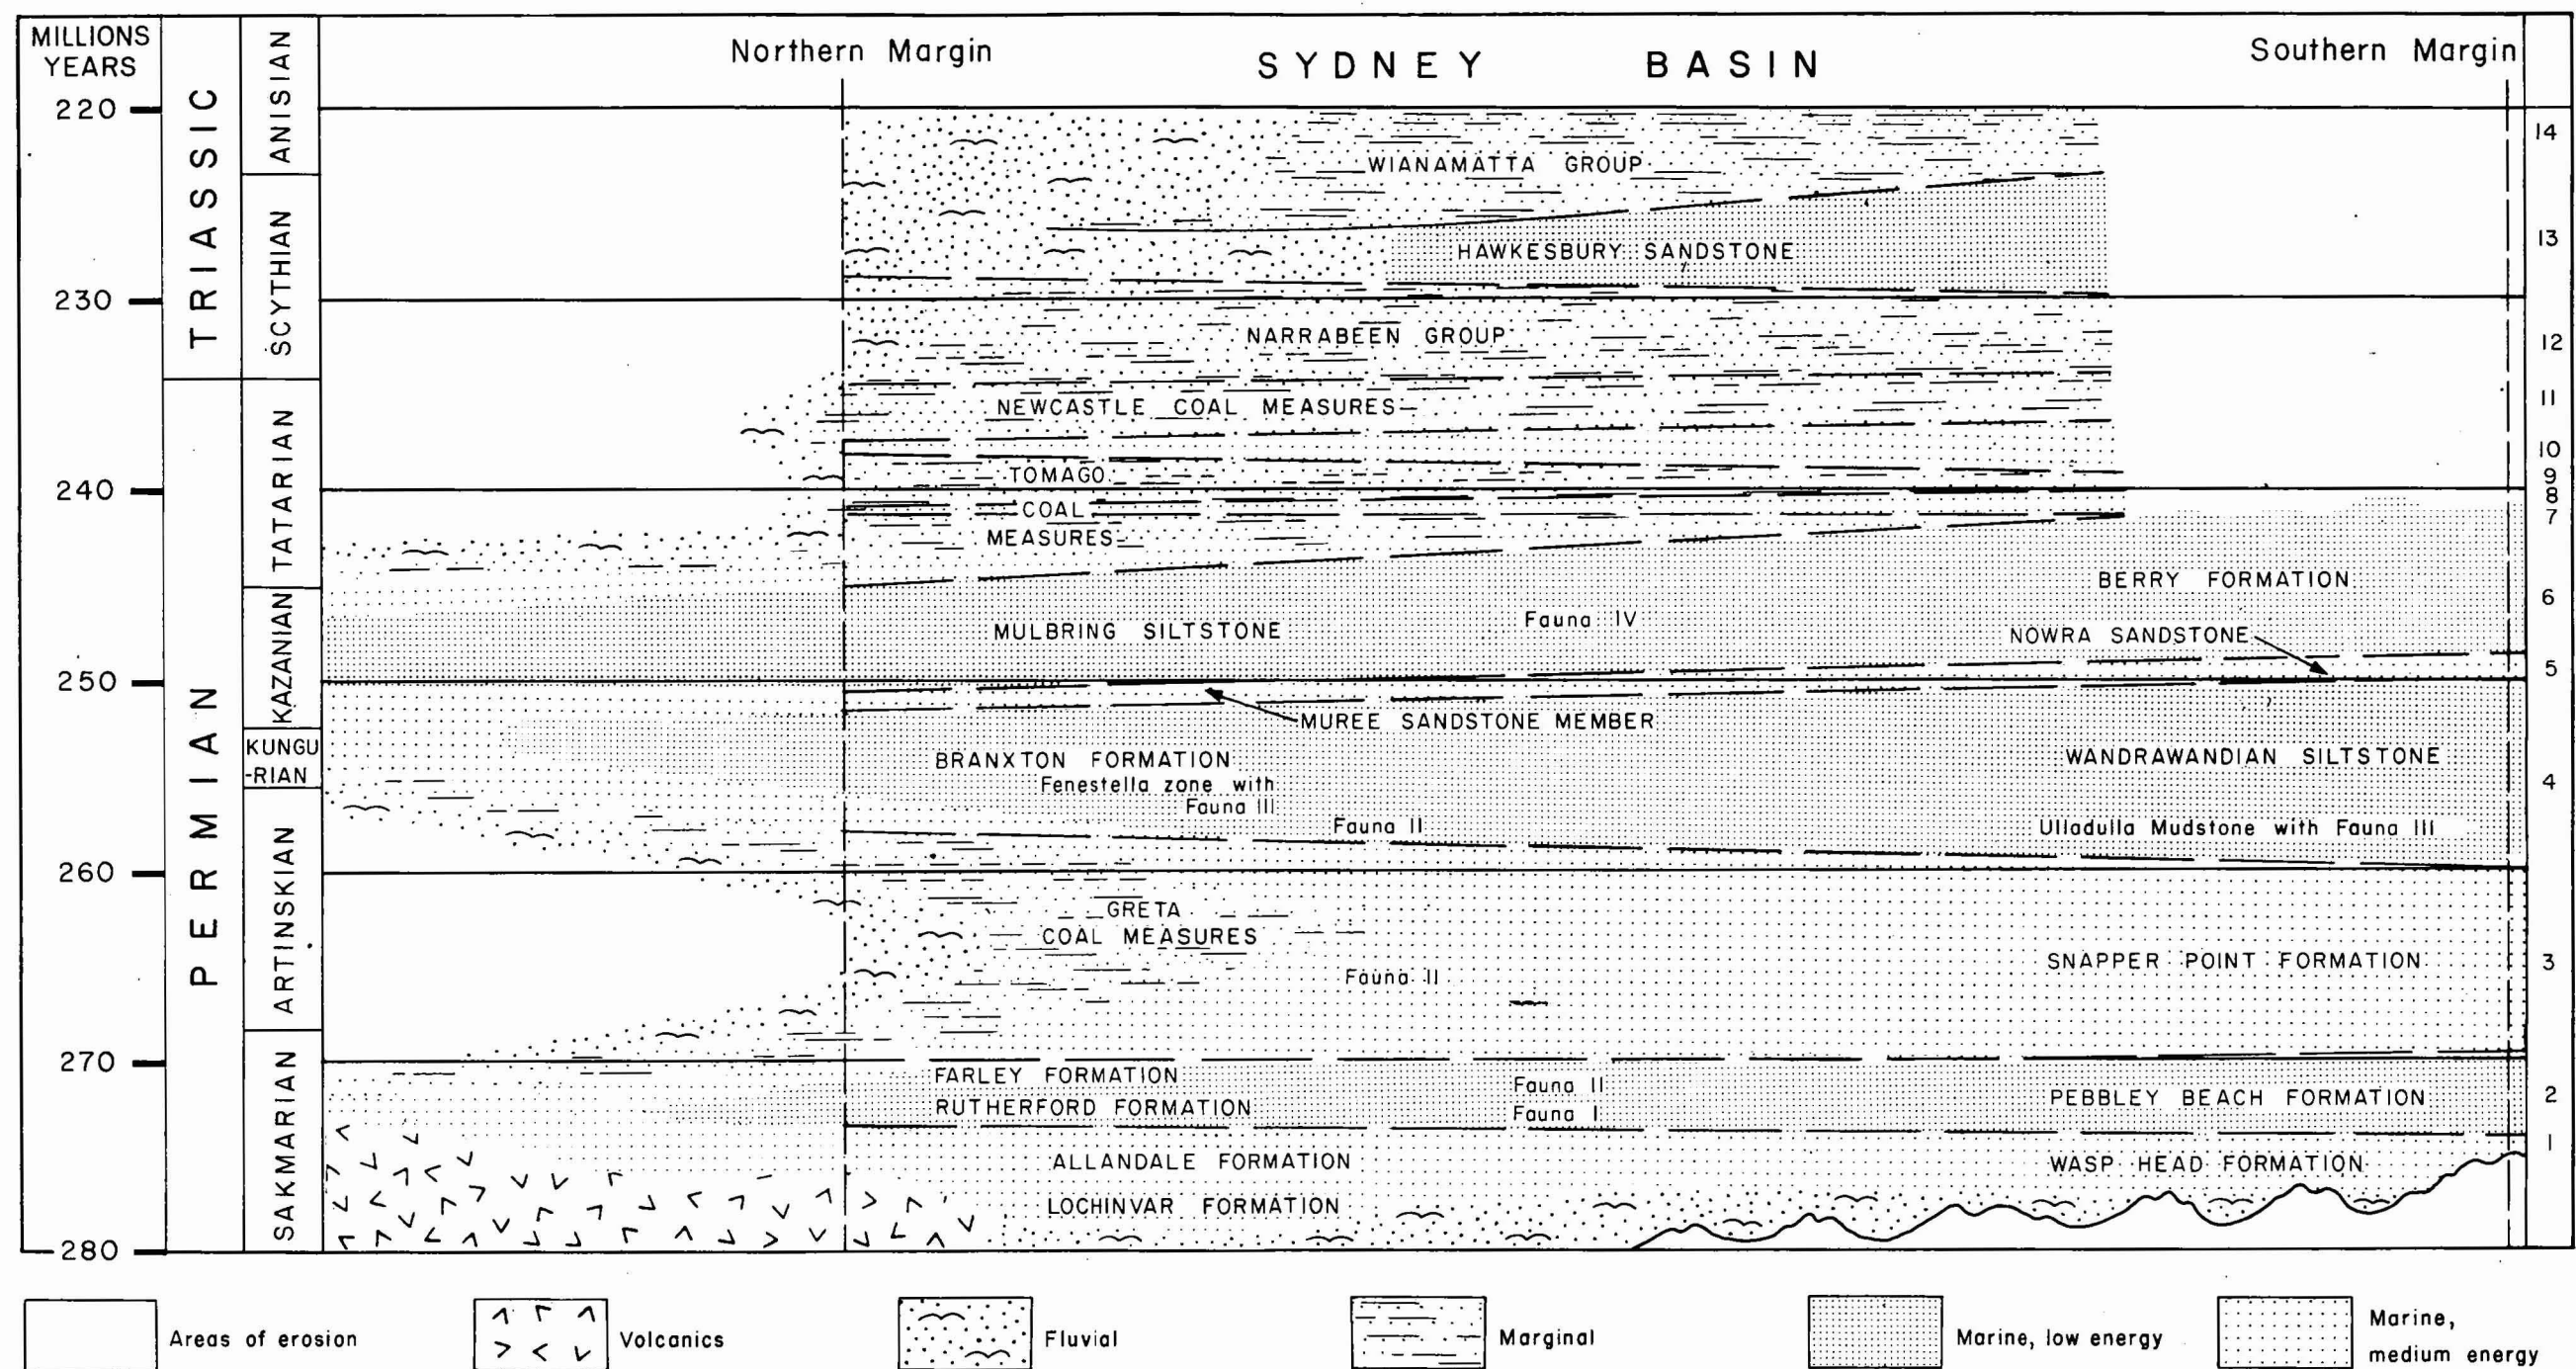 MILLIONS
YEARS
220
230
240
250
260
270
280
TRIASSIC
PERMIAN
ANISIAN
SCYTHIAN
TATARIAN
KAZANIAN
KUNGU
-RIAN
ARTINSKIAN
SAKMARIAN
Northern Margin
SYDNEY BASIN
Southern Margin
WIANAMATTA GROUP
HAWKESBURY SANDSTONE
NARRABEEN GROUP
NEWCASTLE COAL MEASURES
TOMAGO
COAL
MEASURES
BERRY FORMATION
Fauna IV
MULBRING SILTSTONE
NOWRA SANDSTONE
MUREE SANDSTONE MEMBER
BRANXTON FORMATION
Fenestella zone with
Fauna III
WANDRAWANDIAN SILTSTONE
Fauna II
Ulladulla Mudstone with Fauna III
GRETA
COAL MEASURES
Fauna II
SNAPPER POINT FORMATION
FARLEY FORMATION
RUTHERFORD FORMATION
Fauna II
Fauna I
PEBBLEY BEACH FORMATION
ALLANDALE FORMATION
WASP HEAD FORMATION
LOCHINVAR FORMATION
14
13
12
11
10
9
8
7
6
5
4
3
2
1
Areas of erosion
Volcanics
Fluvial
Marginal
Marine, low energy
Marine,
medium energy